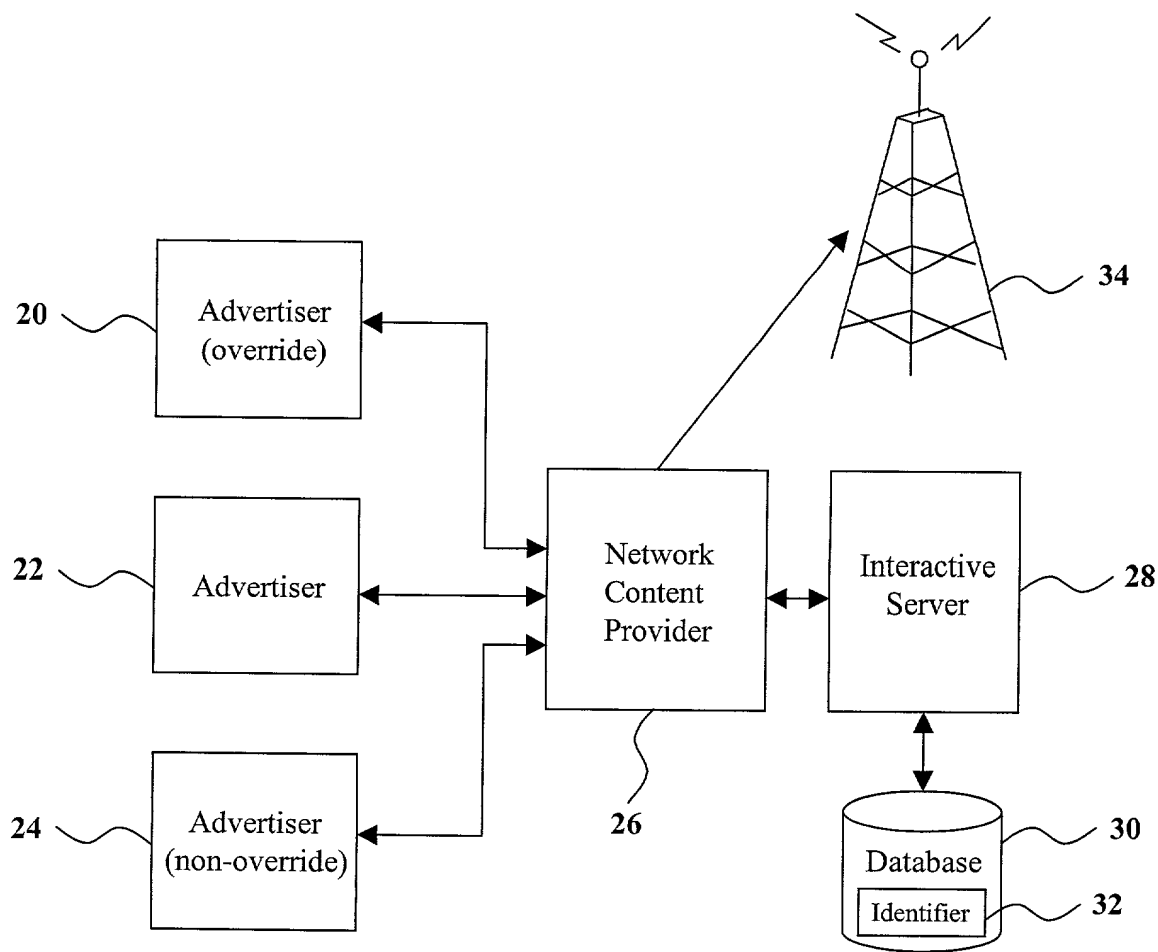 34
20
Advertiser
(override)
22
Advertiser
Network
Content
Provider
Interactive
Server
28
24
Advertiser
(non-override)
26
30
Database
Identifier
32